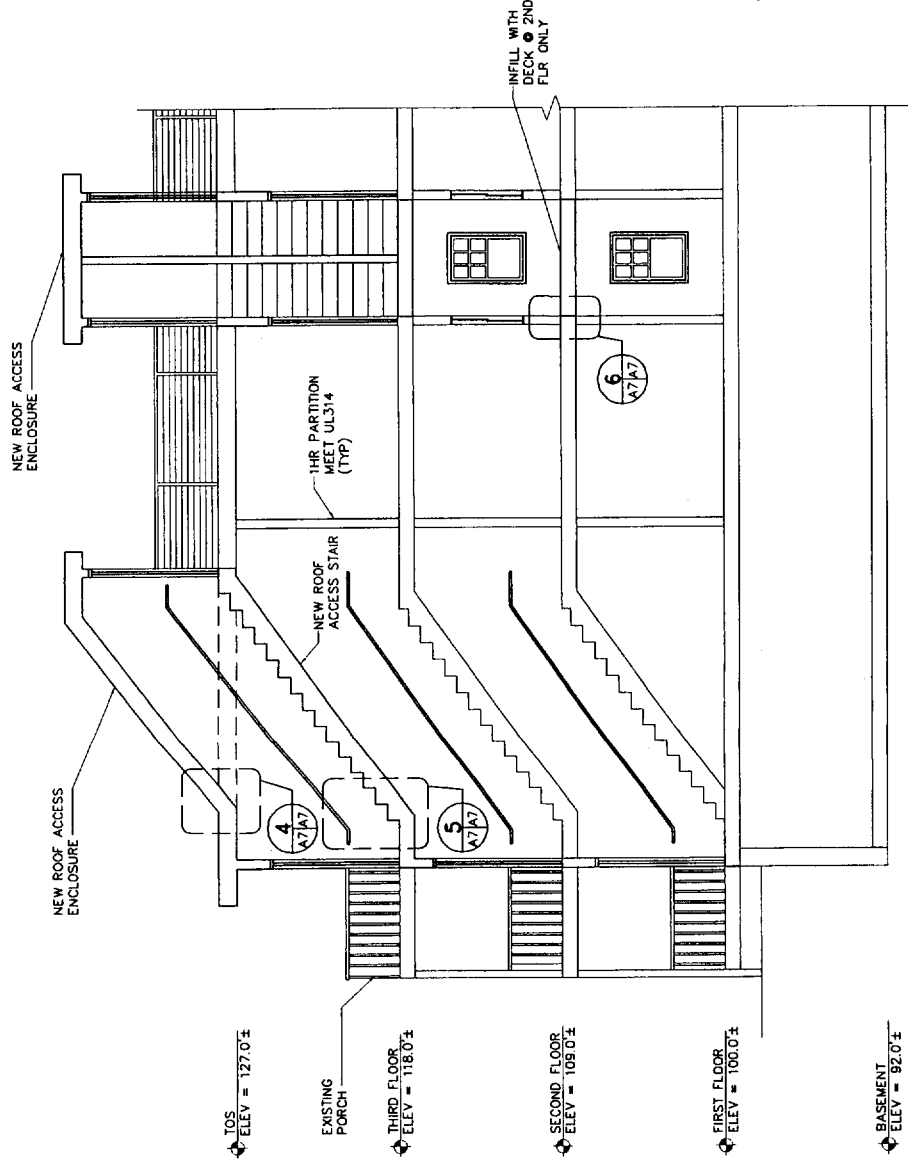 NEW ROOF ACCESS
ENCLOSURE
NEW ROOF ACCESS
ENCLOSURE
INFILL WITH
DECK @ 2ND
FLR ONLY
1HR PARTITION
MEET UL314
(TYP)
NEW ROOF
ACCESS STAIR
4
A7 A7
5
A7 A7
6
A7 A7
TOS
ELEV = 127.0'±
EXISTING
PORCH
THIRD FLOOR
ELEV = 118.0'±
SECOND FLOOR
ELEV = 109.0'±
FIRST FLOOR
ELEV = 100.0'±
BASEMENT
ELEV = 92.0'±